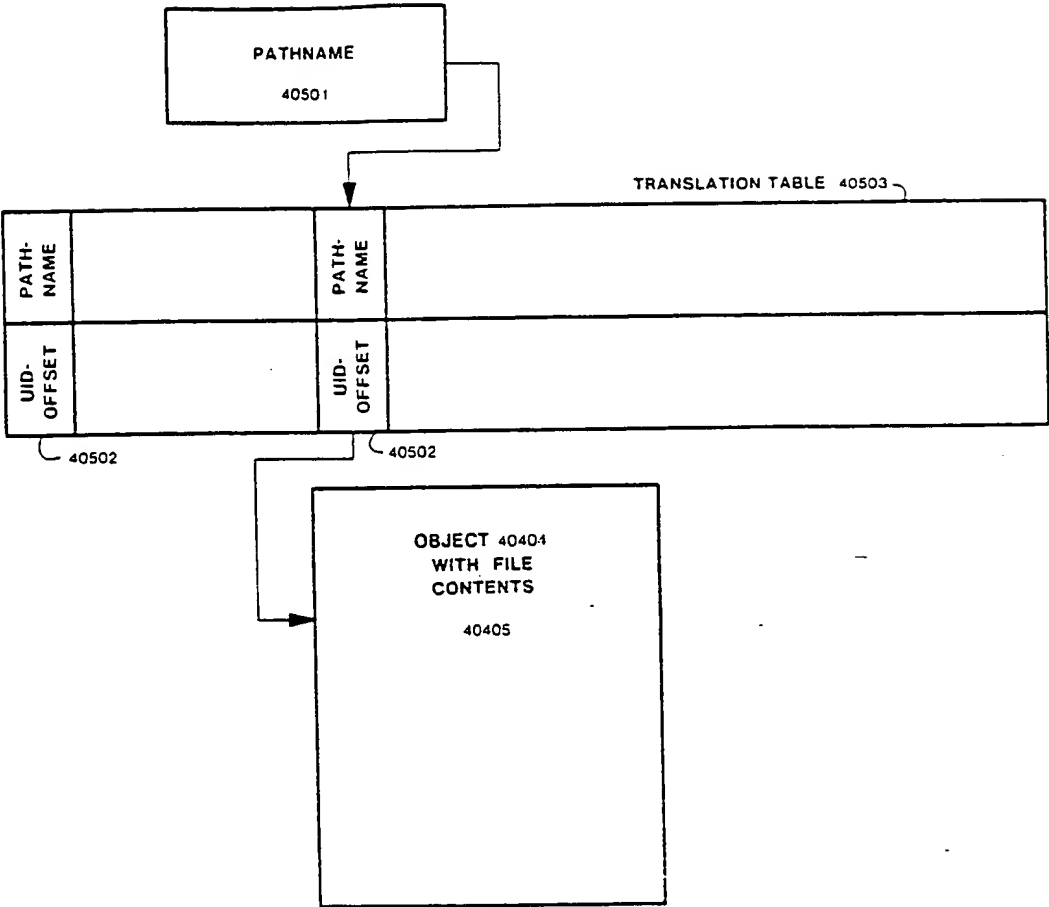 PATHNAME
40501
TRANSLATION TABLE 40503
PATH-
NAME
PATH-
NAME
UID-
OFFSET
UID-
OFFSET
40502
40502
OBJECT 40404
WITH FILE
CONTENTS
40405